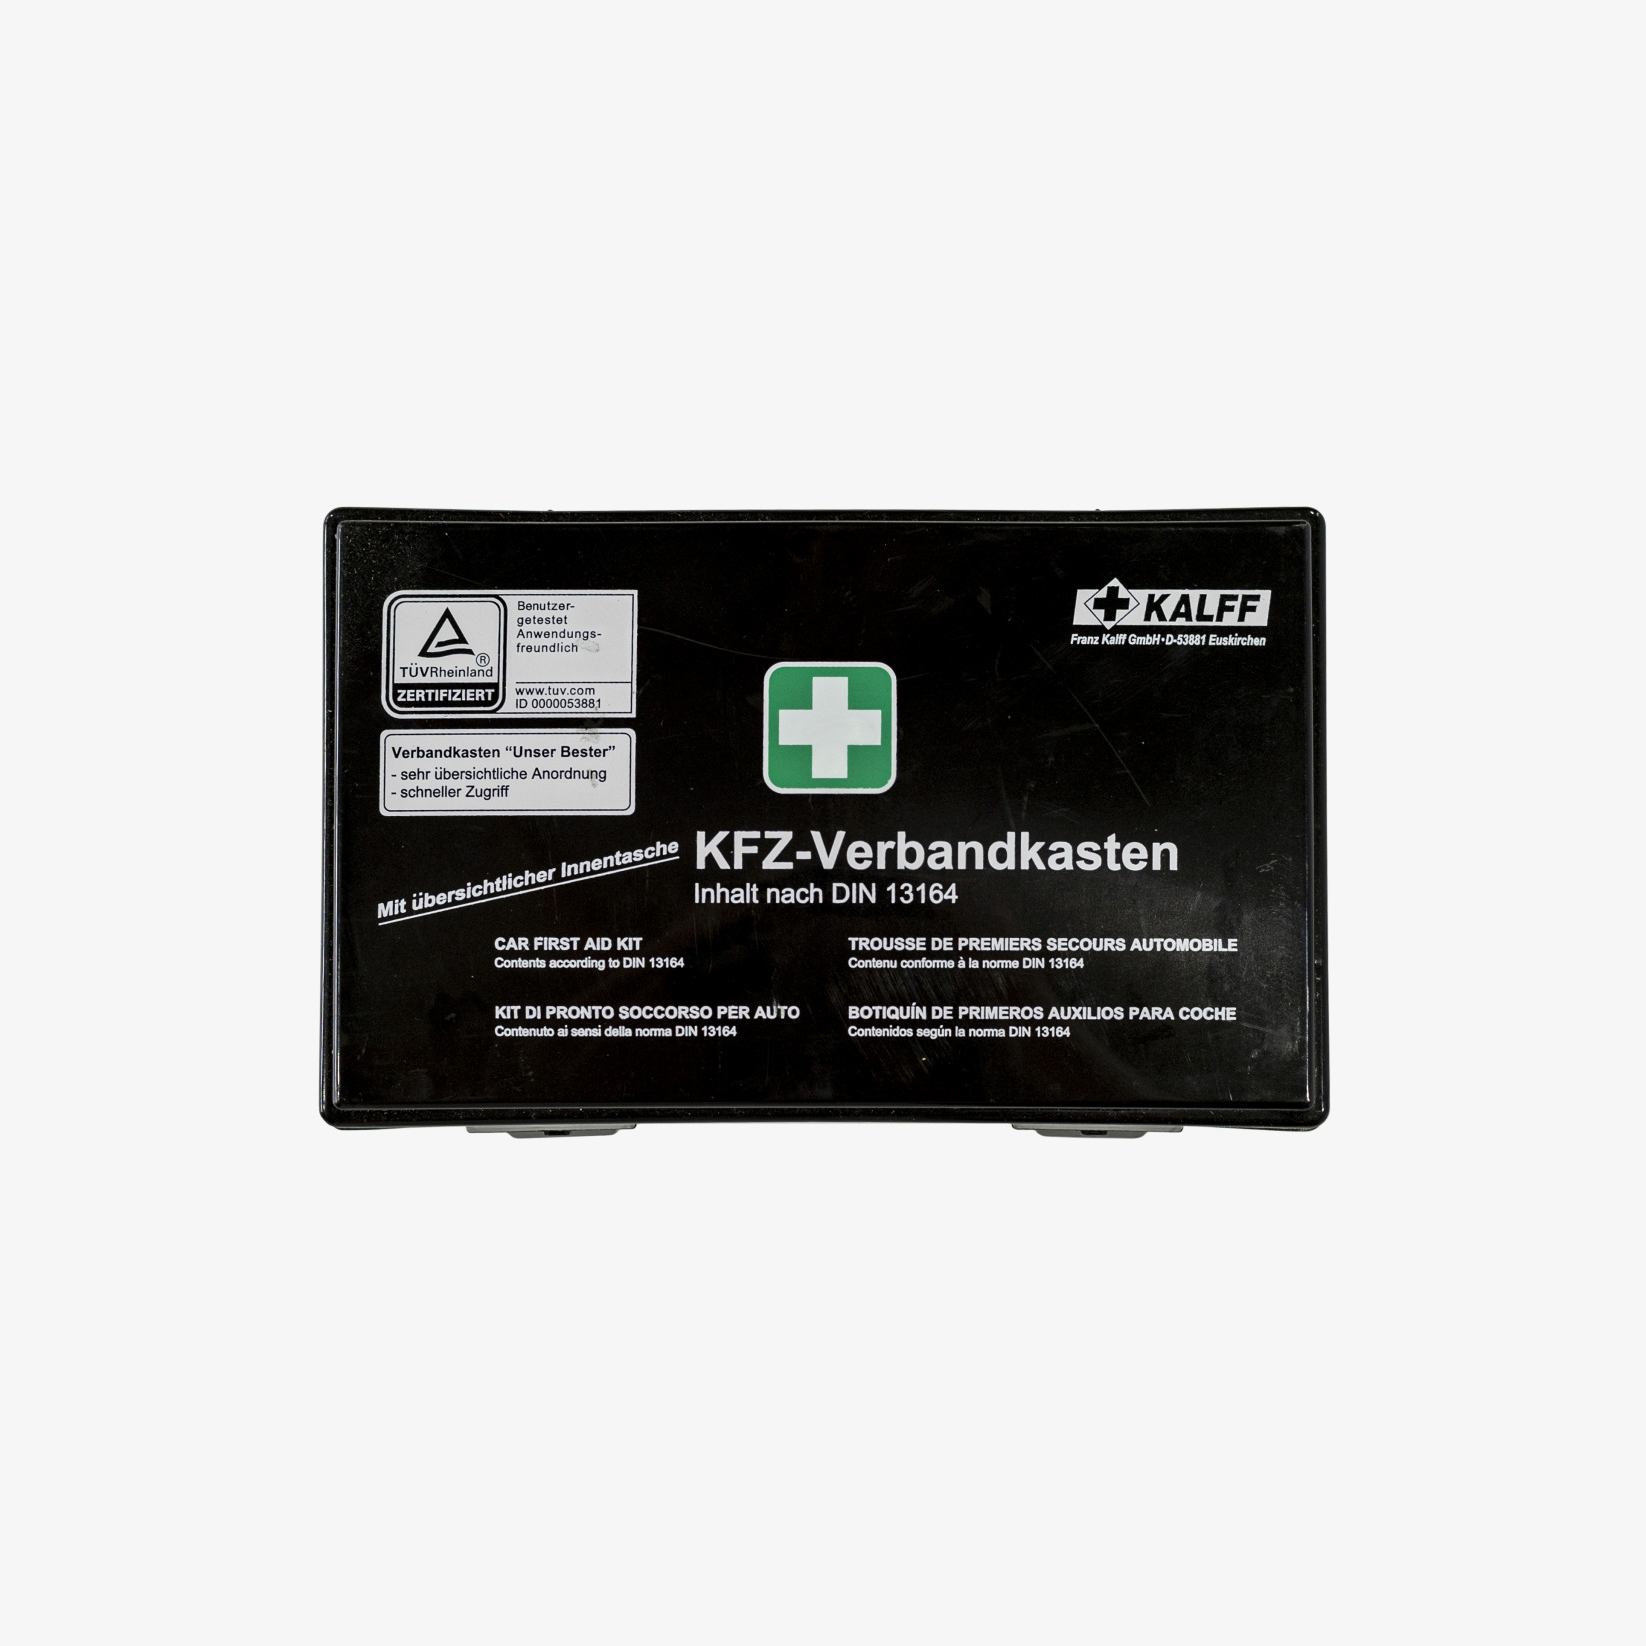 Benutzer-
getestet
Anwendungs-
freundlich
TÜVRheinland®
ZERTIFIZIERT
www.tuv.com
ID 0000053881
KALFF
Franz Kalff GmbH•D-53881 Euskirchen
Verbandkasten “Unser Bester”
- sehr übersichtliche Anordnung
- schneller Zugriff
Mit übersichtlicher Innentasche
KFZ-Verbandkasten
Inhalt nach DIN 13164
CAR FIRST AID KIT
Contents according to DIN 13164
TROUSSE DE PREMIERS SECOURS AUTOMOBILE
Contenu conforme à la norme DIN 13164
KIT DI PRONTO SOCCORSO PER AUTO
Contenuto ai sensi della norma DIN 13164
BOTIQUÍN DE PRIMEROS AUXILIOS PARA COCHE
Contenidos según la norma DIN 13164